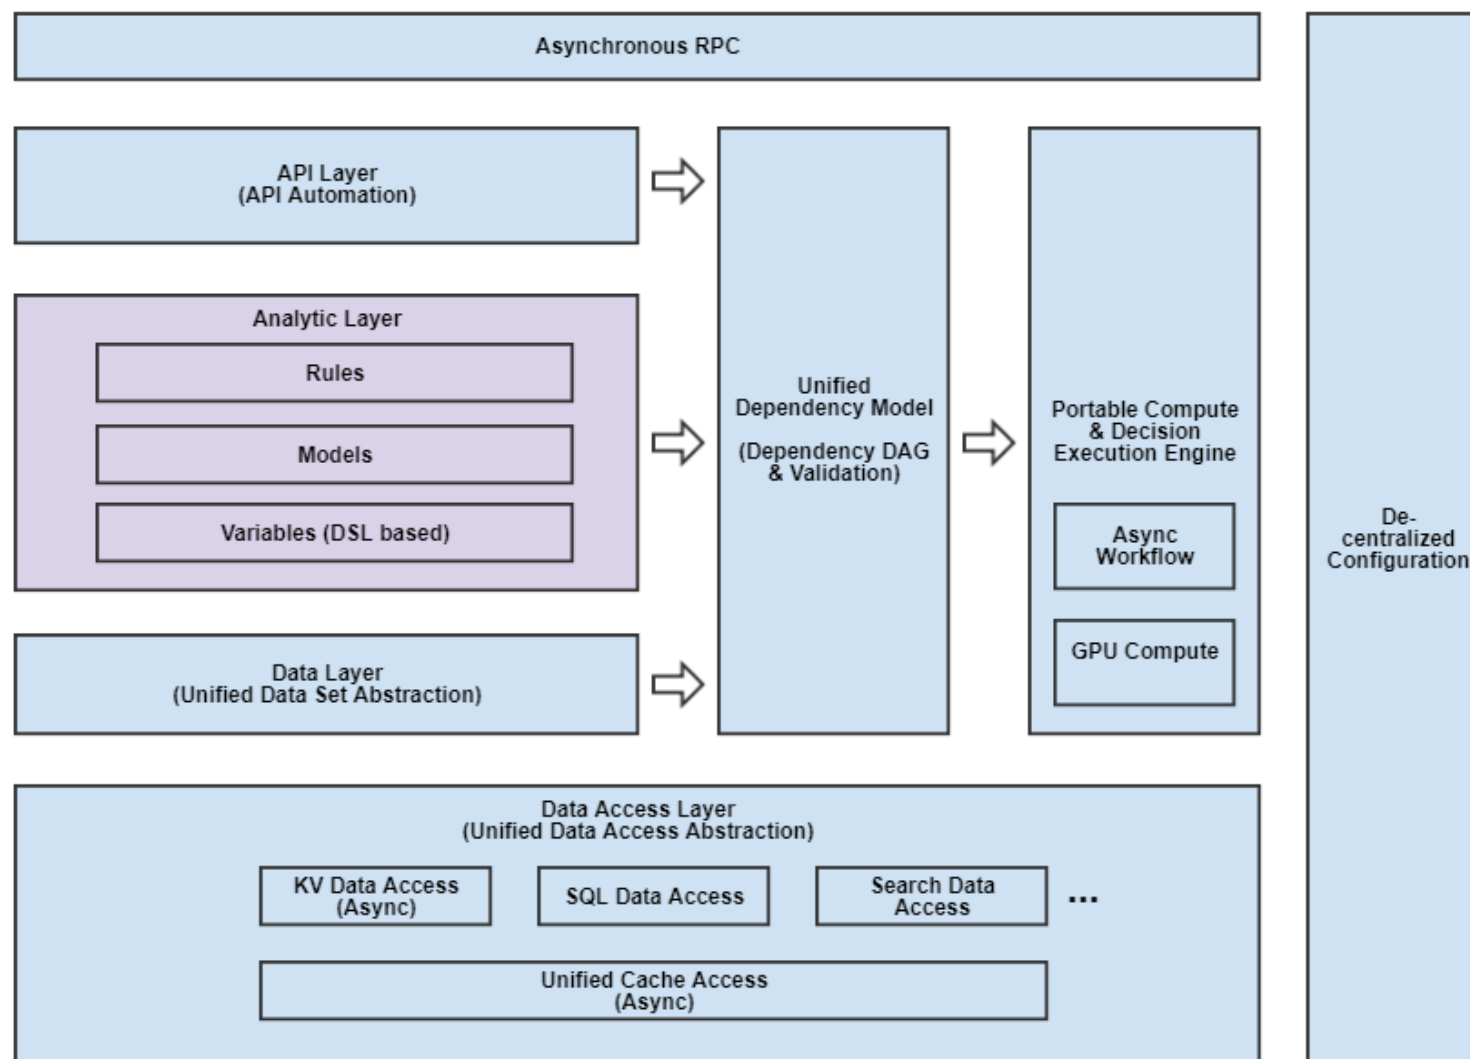 Asynchronous RPC
API Layer
(API Automation)
Analytic Layer
Rules
Models
Variables (DSL based)
Data Layer
(Unified Data Set Abstraction)
Unified
Dependency Model
(Dependency DAG
& Validation)
Portable Compute
& Decision
Execution Engine
Async
Workflow
GPU Compute
De-
centralized
Configuration
Data Access Layer
(Unified Data Access Abstraction)
KV Data Access
(Async)
SQL Data Access
Search Data
Access
...
Unified Cache Access
(Async)